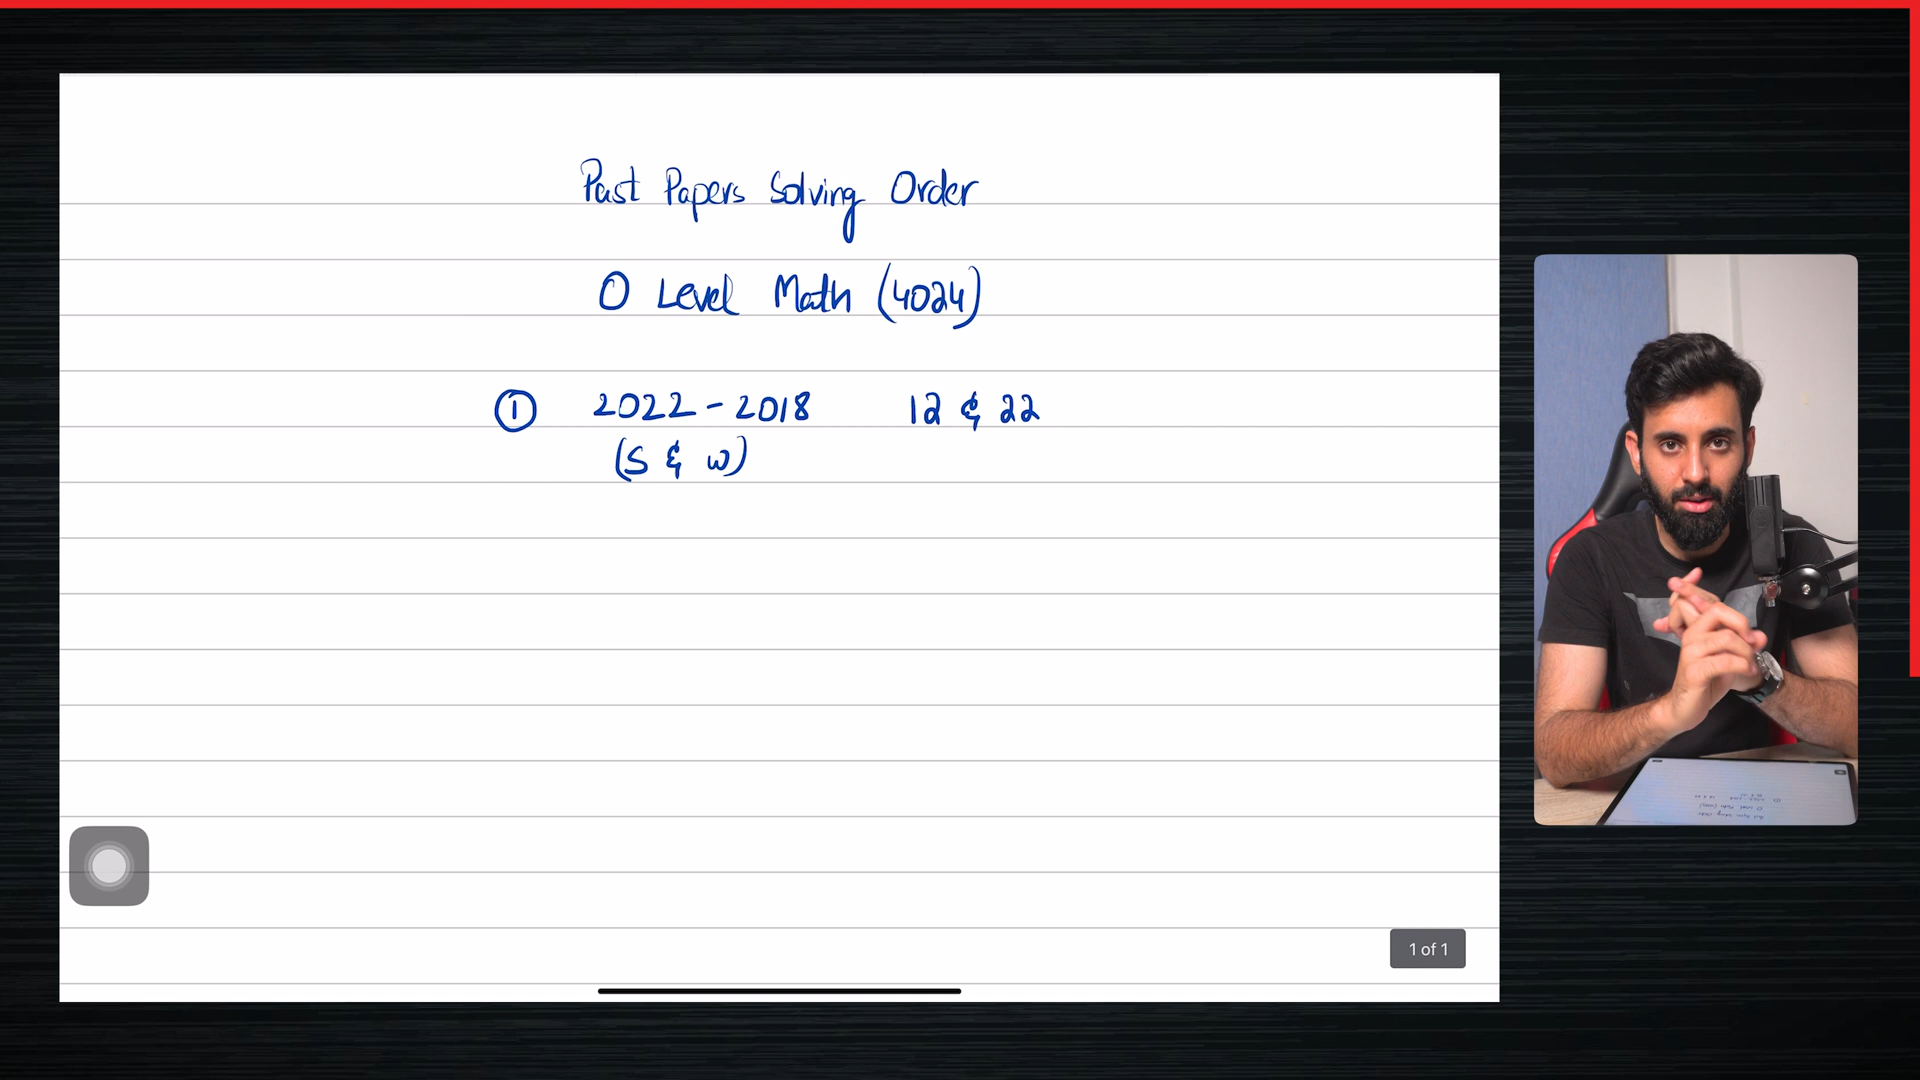 Past Papers Solving Order
O Level Math (4024)
① 2022 - 2018 12 & 22
(S & W)
1 of 1